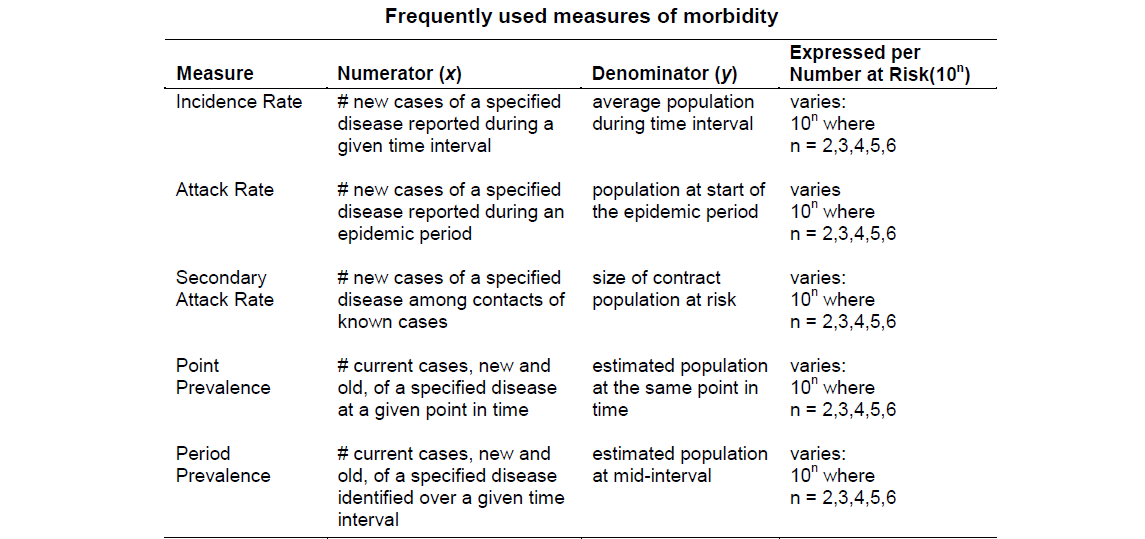 Frequently used measures of morbidity
Measure Numerator (x) Denominator (y) Expressed per Number at Risk(10ⁿ)
Incidence Rate # new cases of a specified average population varies:
disease reported during a during time interval 10ⁿ where
given time interval n = 2,3,4,5,6
Attack Rate # new cases of a specified population at start of varies
disease reported during an the epidemic period 10ⁿ where
epidemic period n = 2,3,4,5,6
Secondary # new cases of a specified size of contract varies:
Attack Rate disease among contacts of population at risk 10ⁿ where
known cases n = 2,3,4,5,6
Point # current cases, new and estimated population varies:
Prevalence old, of a specified disease at the same point in 10ⁿ where
at a given point in time time n = 2,3,4,5,6
Period # current cases, new and estimated population varies:
Prevalence old, of a specified disease at mid-interval 10ⁿ where
identified over a given time n = 2,3,4,5,6
interval